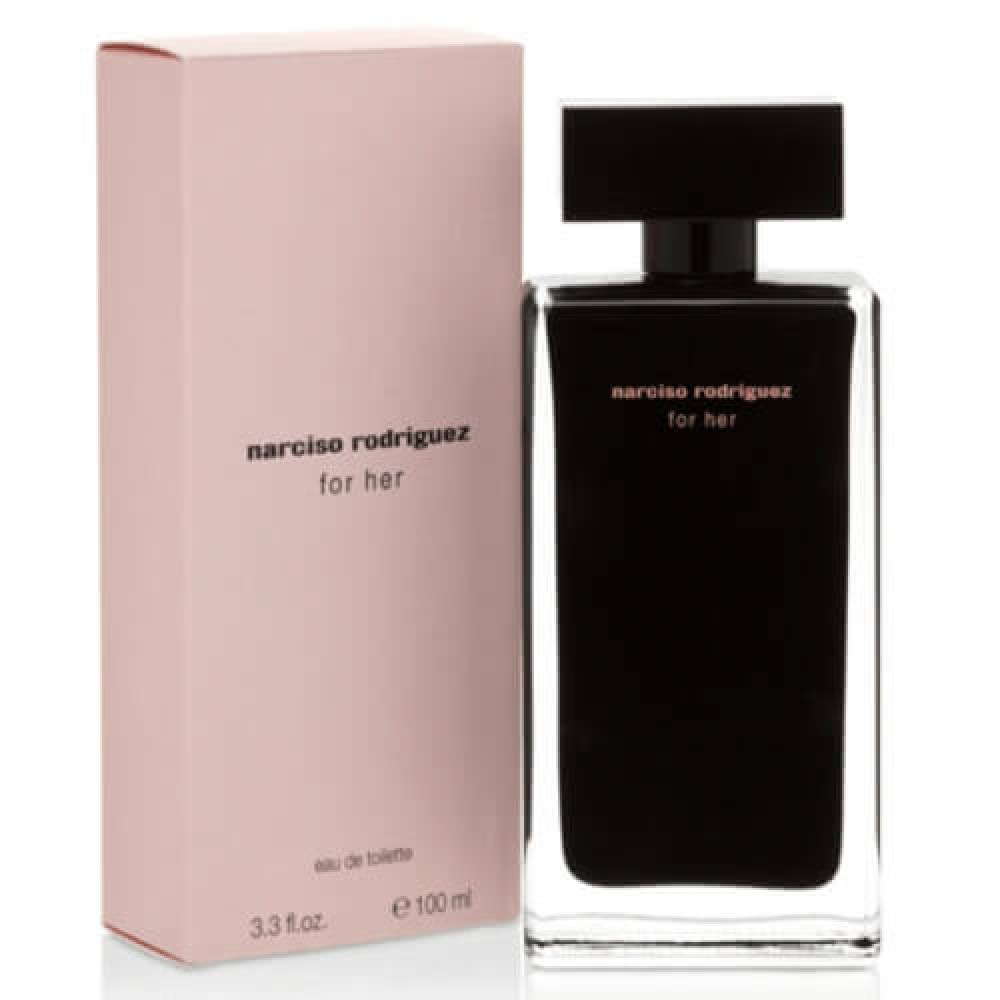 narciso rodriguez
for her
eau de toilette
3.3 fl.oz. ℮ 100 ml
narciso rodriguez
for her